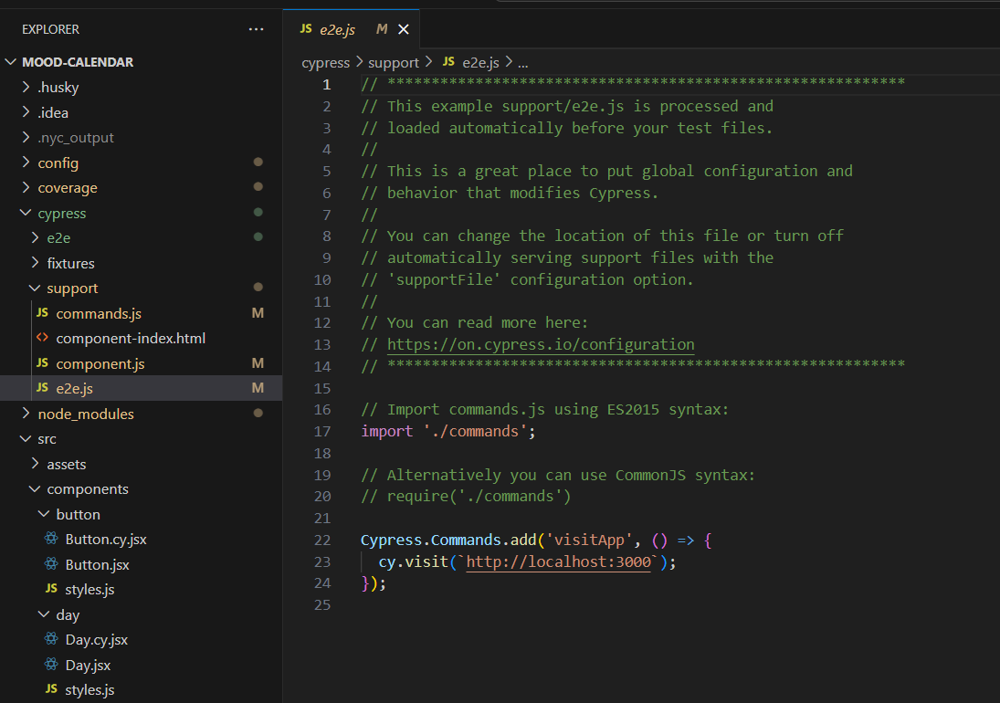 EXPLORER ...
MOOD-CALENDAR
.husky
.idea
.nyc_output
config
coverage
cypress
e2e
fixtures
support
JS commands.js M
<> component-index.html
JS component.js M
JS e2e.js M
node_modules
src
assets
components
button
Button.cy.jsx
Button.jsx
JS styles.js
day
Day.cy.jsx
Day.jsx
JS styles.js
JS e2e.js M
cypress > support > JS e2e.js > ...
1 // ***********************************************************
2 // This example support/e2e.js is processed and
3 // loaded automatically before your test files.
4 //
5 // This is a great place to put global configuration and
6 // behavior that modifies Cypress.
7 //
8 // You can change the location of this file or turn off
9 // automatically serving support files with the
10 // 'supportFile' configuration option.
11 //
12 // You can read more here:
13 // https://on.cypress.io/configuration
14 // ***********************************************************
15
16 // Import commands.js using ES2015 syntax:
17 import './commands';
18
19 // Alternatively you can use CommonJS syntax:
20 // require('./commands')
21
22 Cypress.Commands.add('visitApp', () => {
23 cy.visit(`http://localhost:3000`);
24 });
25